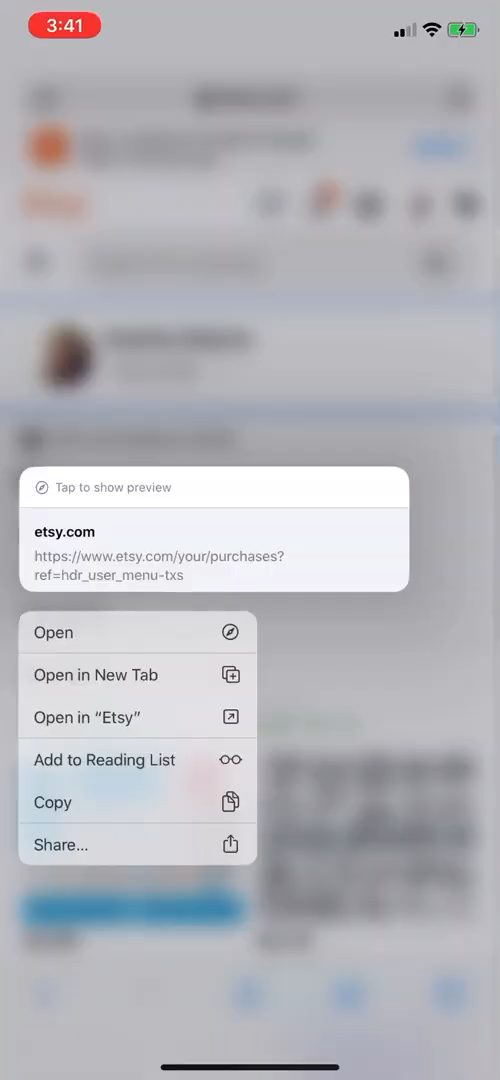 3:41
Tap to show preview
etsy.com
https://www.etsy.com/your/purchases?
ref=hdr_user_menu-txs
Open
Open in New Tab
Open in “Etsy”
Add to Reading List
Copy
Share...